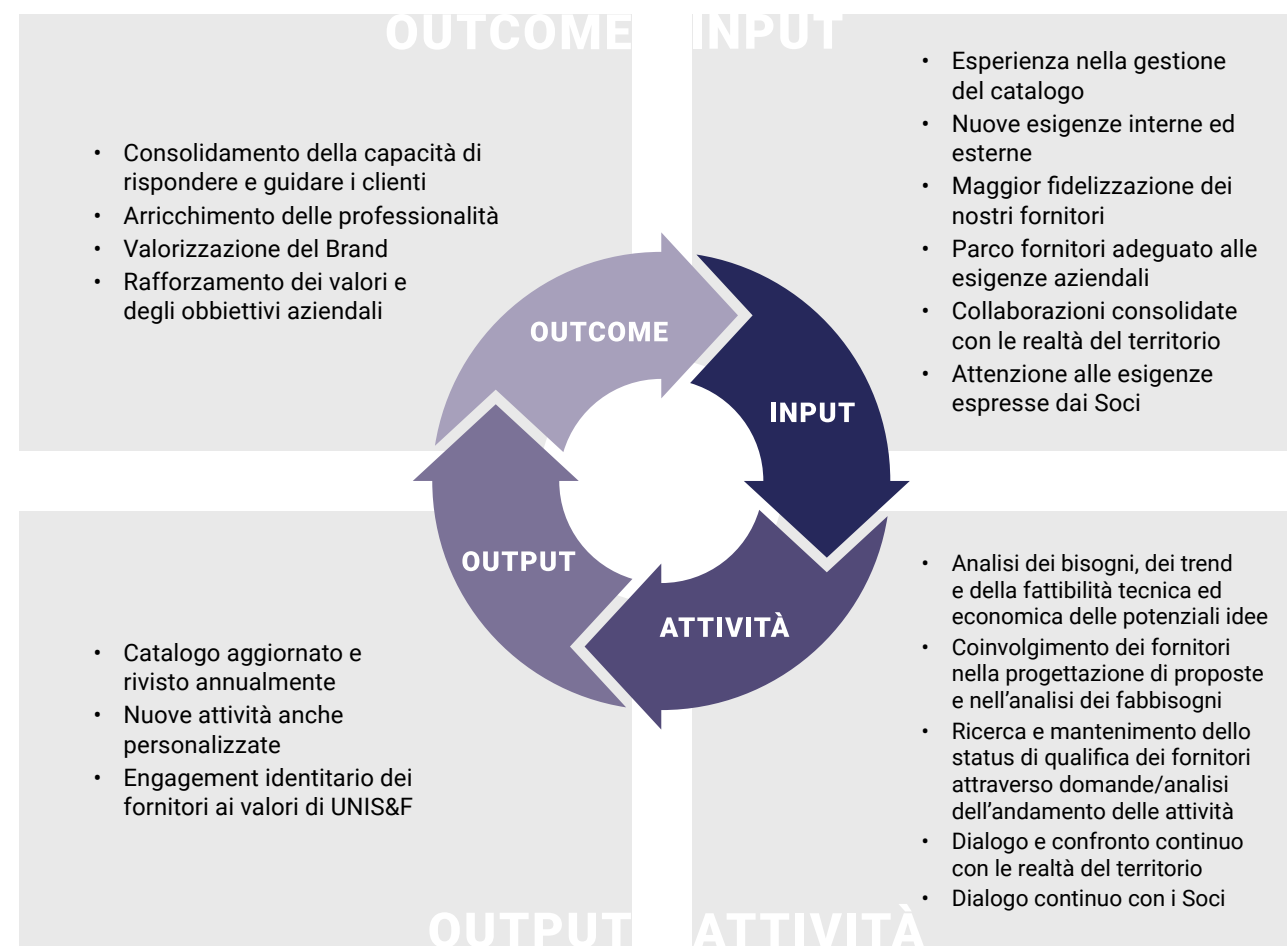 OUTCOME
• Consolidamento della capacità di
rispondere e guidare i clienti
• Arricchimento delle professionalità
• Valorizzazione del Brand
• Rafforzamento dei valori e
degli obbiettivi aziendali
INPUT
• Esperienza nella gestione
del catalogo
• Nuove esigenze interne ed
esterne
• Maggior fidelizzazione dei
nostri fornitori
• Parco fornitori adeguato alle
esigenze aziendali
• Collaborazioni consolidate
con le realtà del territorio
• Attenzione alle esigenze
espresse dai Soci
OUTCOME
INPUT
OUTPUT
ATTIVITÀ
• Catalogo aggiornato e
rivisto annualmente
• Nuove attività anche
personalizzate
• Engagement identitario dei
fornitori ai valori di UNIS&F
OUTPUT
• Analisi dei bisogni, dei trend
e della fattibilità tecnica ed
economica delle potenziali idee
• Coinvolgimento dei fornitori
nella progettazione di proposte
e nell'analisi dei fabbisogni
• Ricerca e mantenimento dello
status di qualifica dei fornitori
attraverso domande/analisi
dell'andamento delle attività
• Dialogo e confronto continuo
con le realtà del territorio
• Dialogo continuo con i Soci
ATTIVITÀ